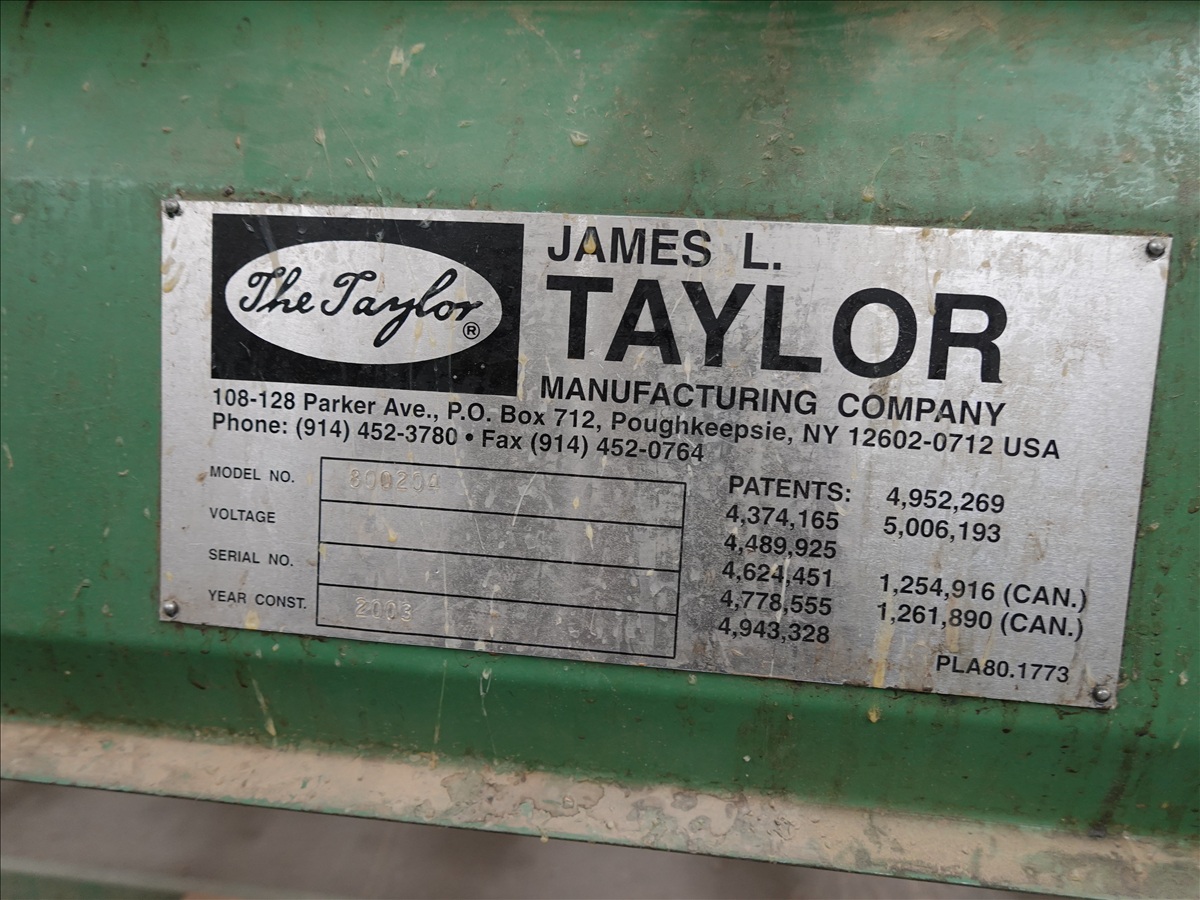 The Taylor ®
JAMES L.
TAYLOR
MANUFACTURING COMPANY
108-128 Parker Ave., P.O. Box 712, Poughkeepsie, NY 12602-0712 USA
Phone: (914) 452-3780 • Fax (914) 452-0764
MODEL NO.
VOLTAGE
SERIAL NO.
YEAR CONST. 2003
PATENTS: 4,952,269
4,374,165 5,006,193
4,489,925
4,624,451 1,254,916 (CAN.)
4,778,555 1,261,890 (CAN.)
4,943,328
PLA80.1773